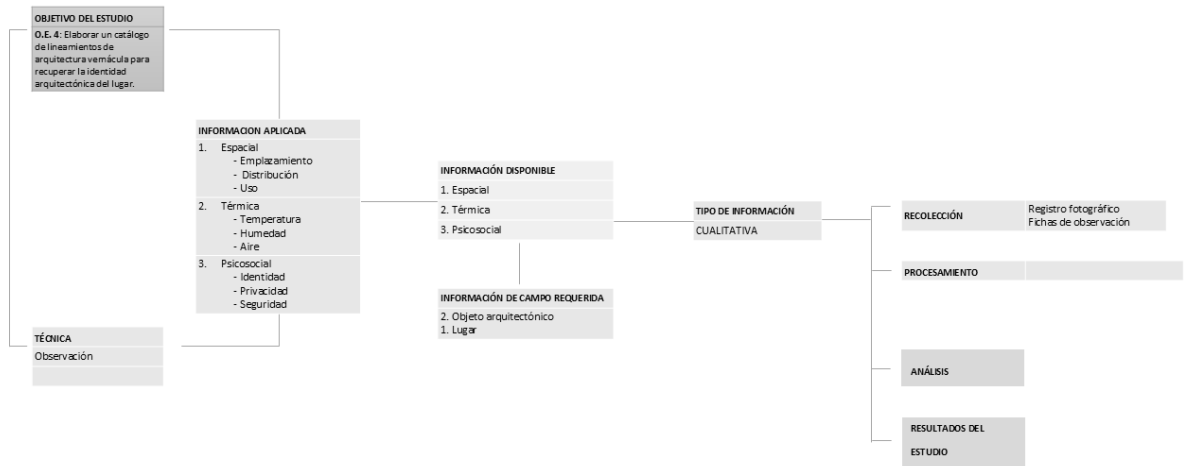 OBJETIVO DEL ESTUDIO
O.E. 4: Elaborar un catálogo
de lineamientos de
arquitectura vernácula para
recuperar la identidad
arquitectónica del lugar.
TÉCNICA
Observación
INFORMACION APLICADA
1. Espacial
- Emplazamiento
- Distribución
- Uso
2. Térmica
- Temperatura
- Humedad
- Aire
3. Psicosocial
- Identidad
- Privacidad
- Seguridad
INFORMACIÓN DISPONIBLE
1. Espacial
2. Térmica
3. Psicosocial
INFORMACIÓN DE CAMPO REQUERIDA
2. Objeto arquitectónico
1. Lugar
TIPO DE INFORMACIÓN
CUALITATIVA
RECOLECCIÓN
Registro fotográfico
Fichas de observación
PROCESAMIENTO
ANÁLISIS
RESULTADOS DEL
ESTUDIO